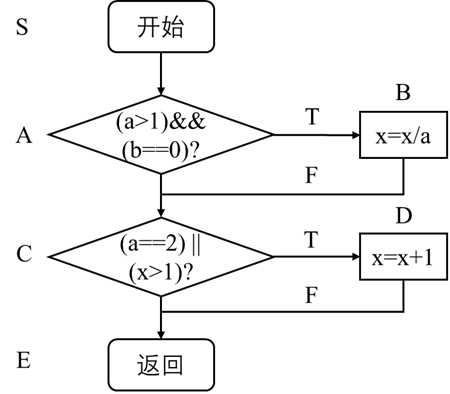 S
开始
A
(a>1)&&
(b==0)?
T
B
x=x/a
F
C
(a==2) ||
(x>1)?
T
D
x=x+1
F
E
返回